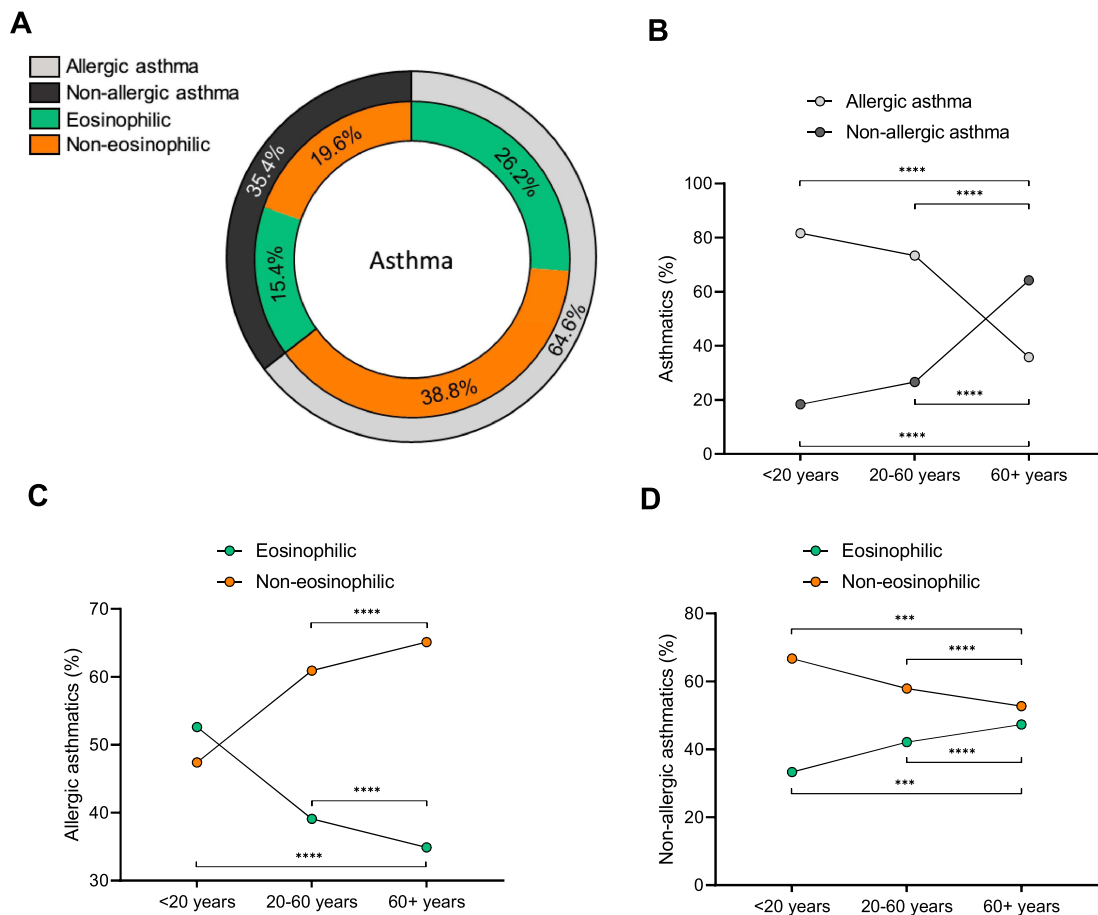 A
Allergic asthma
Non-allergic asthma
Eosinophilic
Non-eosinophilic
35.4%
19.6%
26.2%
15.4%
Asthma
64.6%
38.8%
B
Allergic asthma
Non-allergic asthma
****
****
Asthmatics (%)
100
80
60
40
20
0
****
****
<20 years
20-60 years
60+ years
C
Eosinophilic
Non-eosinophilic
Allergic asthmatics (%)
70
60
50
40
30
****
****
****
<20 years
20-60 years
60+ years
D
Eosinophilic
Non-eosinophilic
Non-allergic asthmatics (%)
80
60
40
20
0
***
****
****
***
<20 years
20-60 years
60+ years